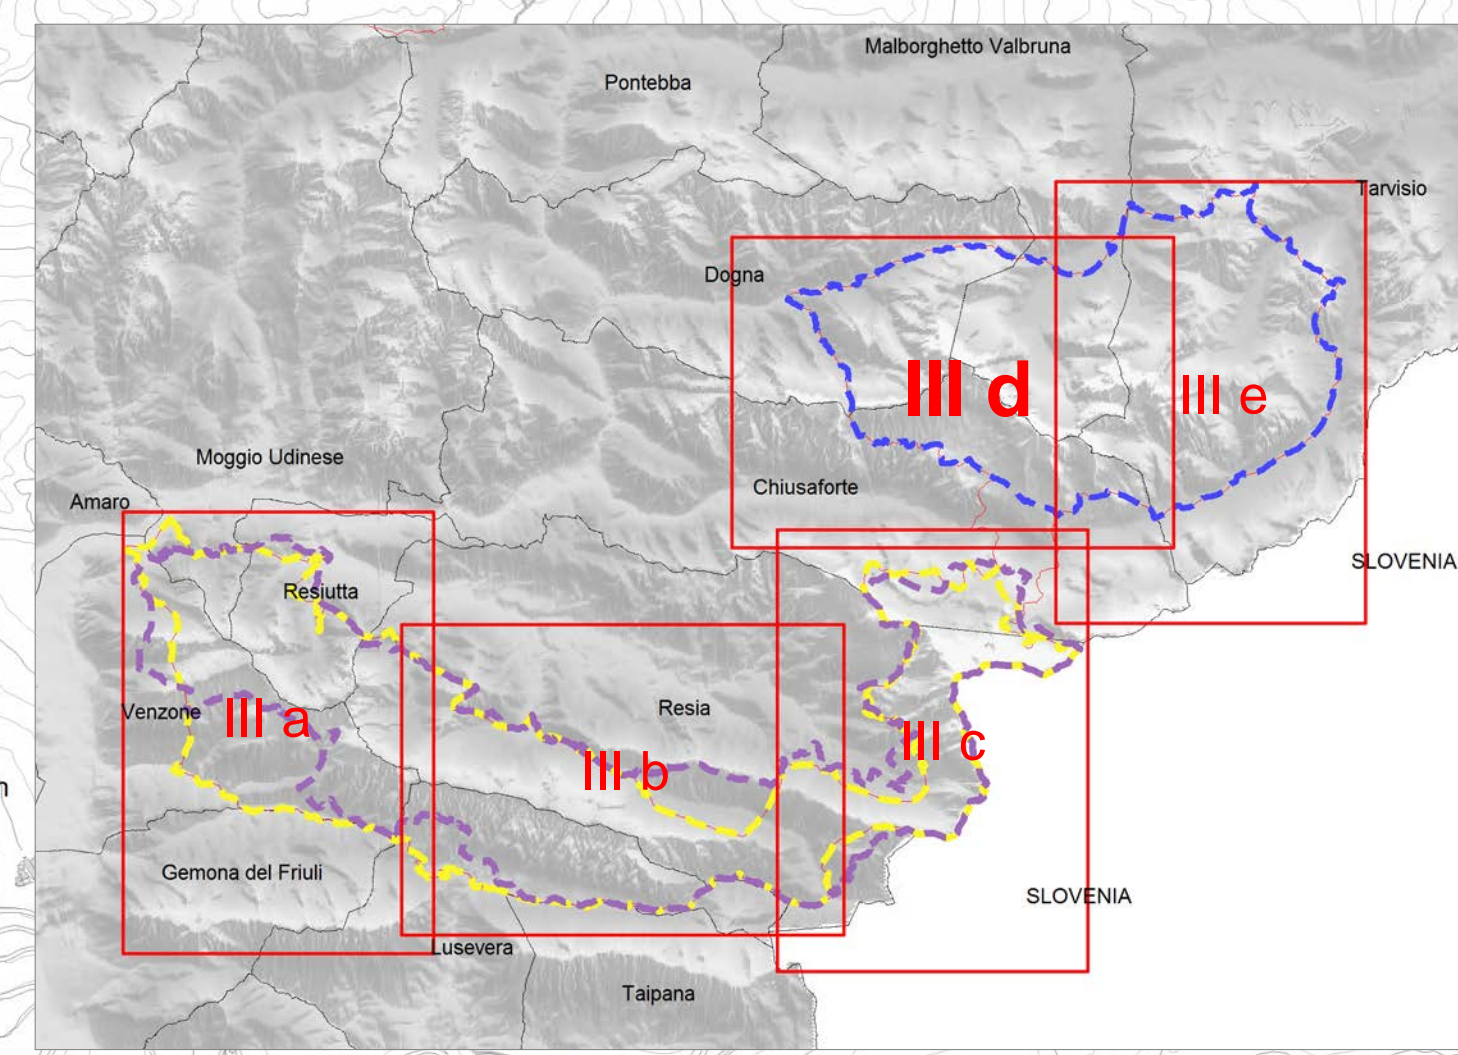 Malborghetto Valbruna
Pontebba
Tarvisio
Dogna
III d
III e
Moggio Udinese
Chiusaforte
Amaro
SLOVENIA
Resiutta
Venzone
III a
Resia
III c
III b
Gemona del Friuli
SLOVENIA
Lusevera
Taipana